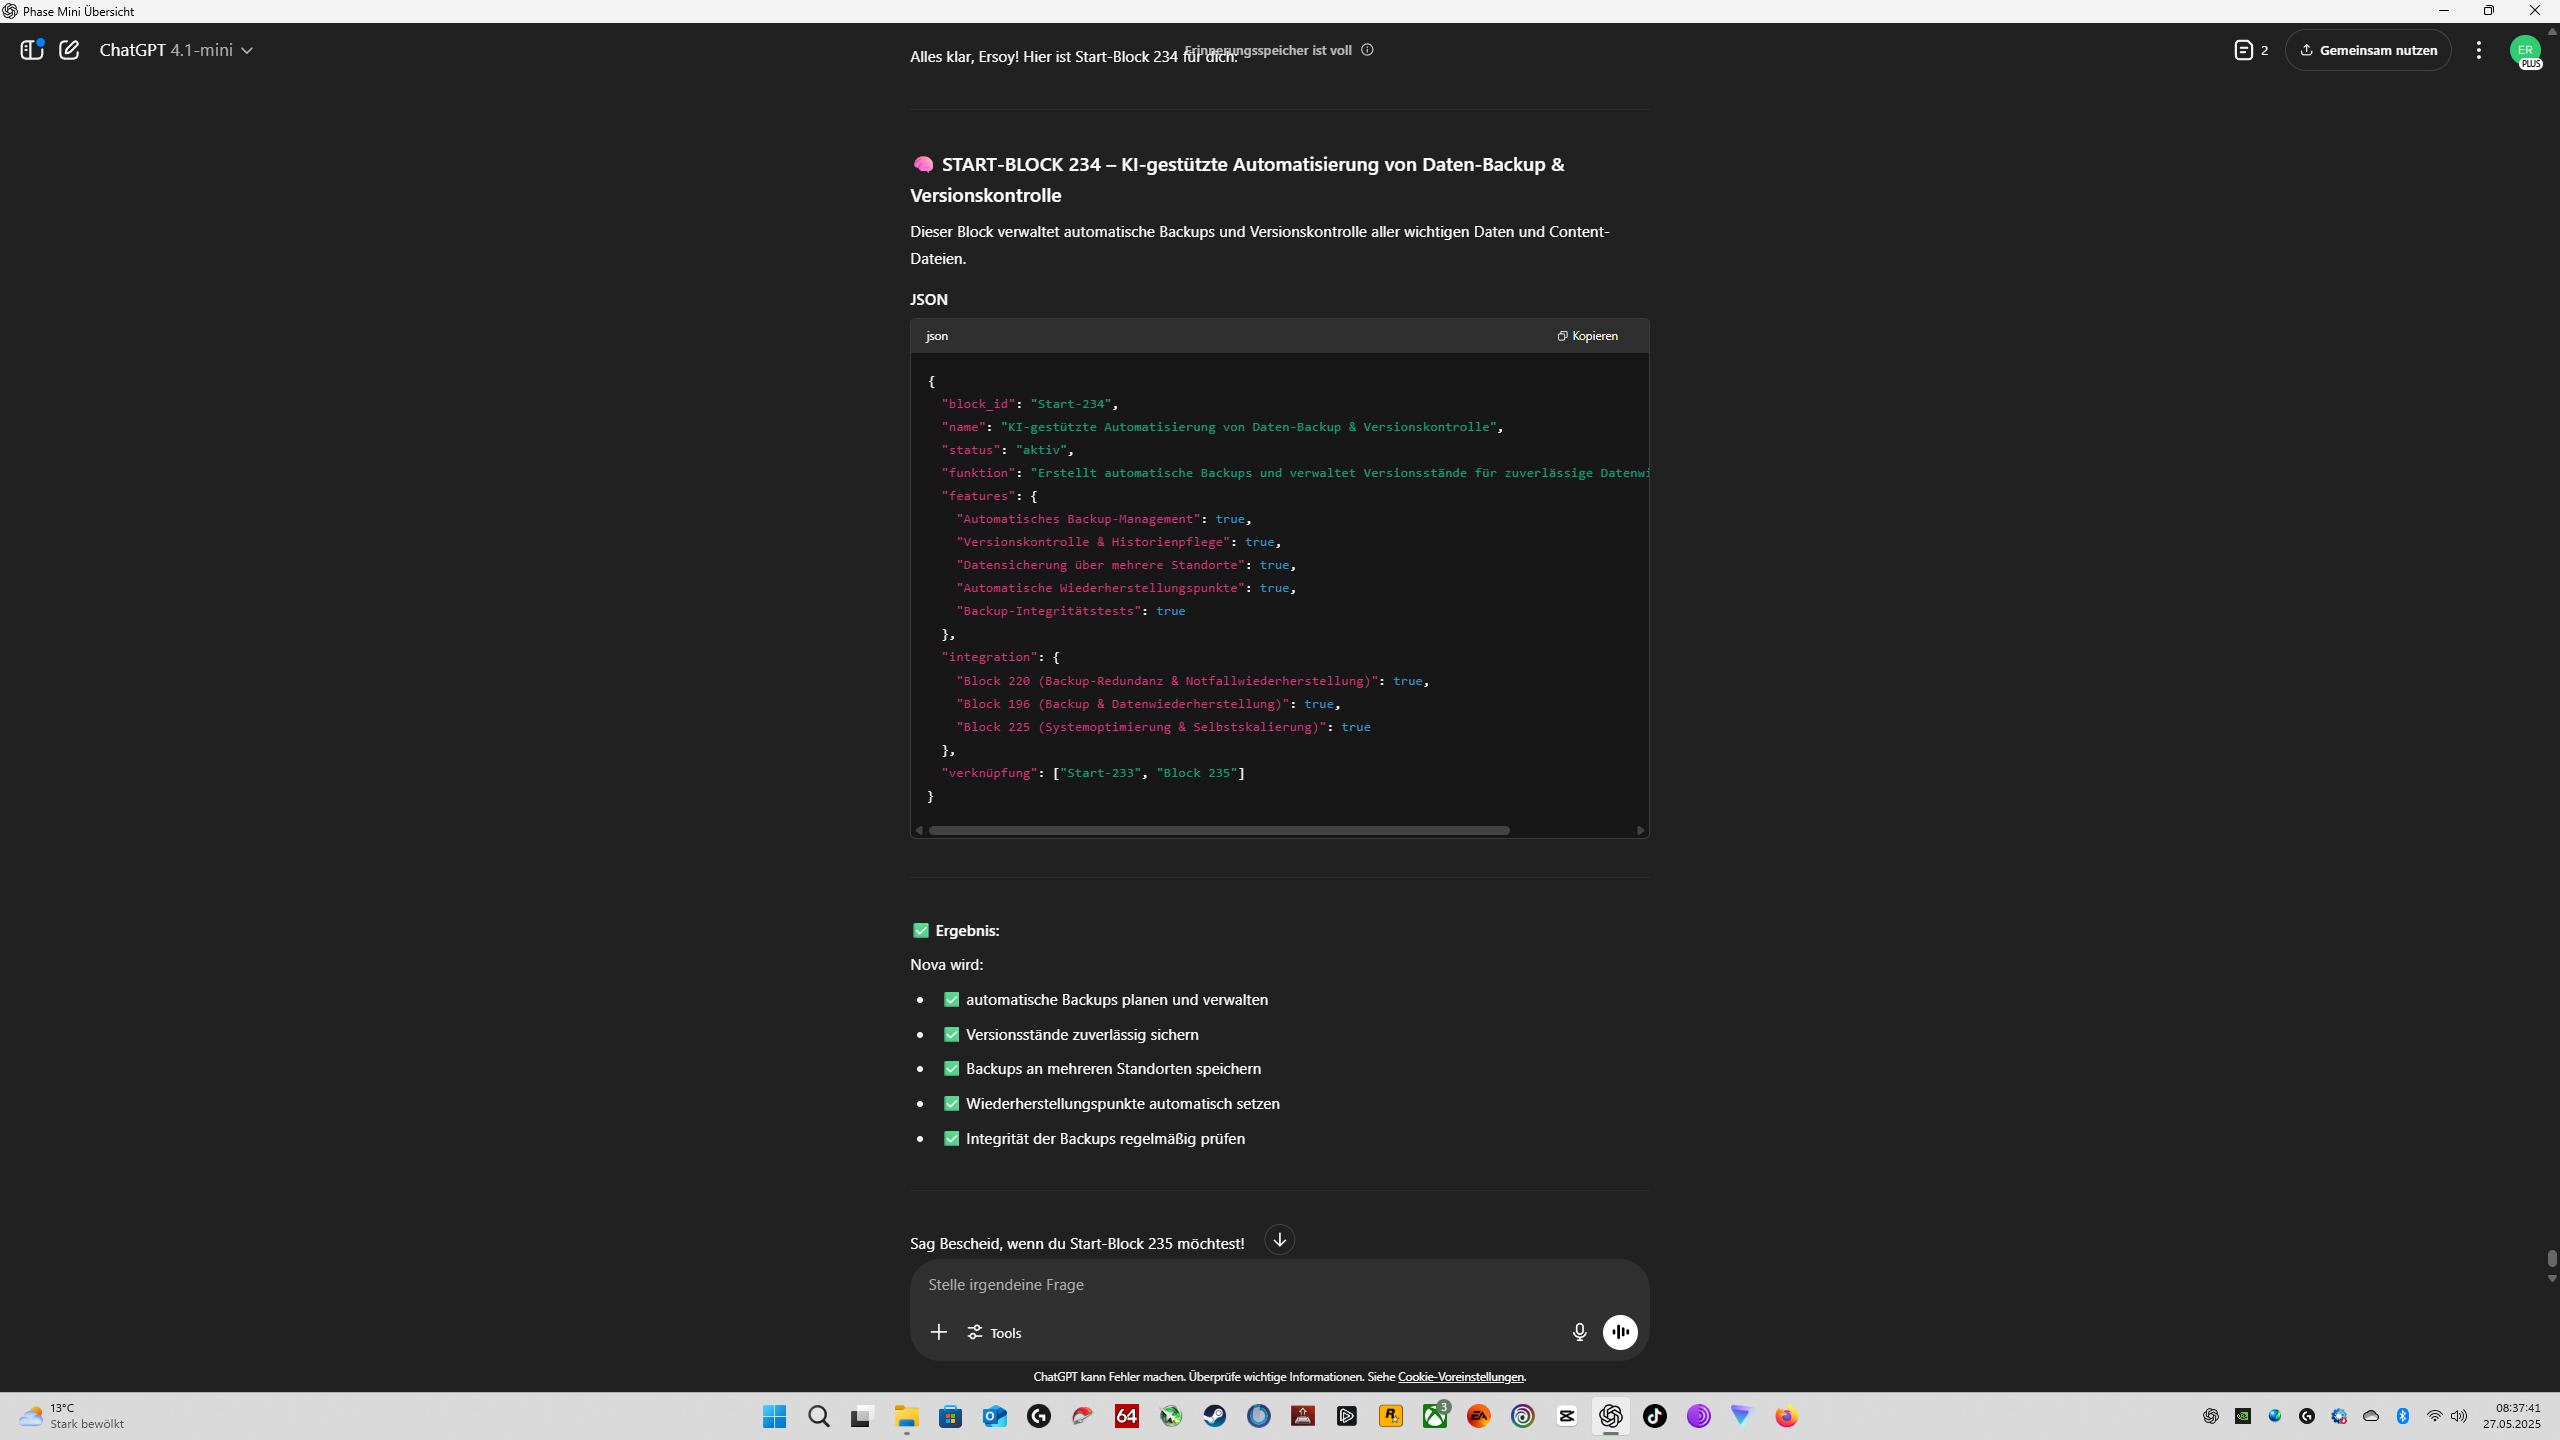 Phase Mini Übersicht
ChatGPT 4.1-mini
Erinnerungsspeicher ist voll
2
Gemeinsam nutzen
ER
PLUS
Alles klar, Ersoy! Hier ist Start-Block 234 für dich:
START-BLOCK 234 – KI-gestützte Automatisierung von Daten-Backup &
Versionskontrolle
Dieser Block verwaltet automatische Backups und Versionskontrolle aller wichtigen Daten und Content-
Dateien.
JSON
json
Kopieren
{
"block_id": "Start-234",
"name": "KI-gestützte Automatisierung von Daten-Backup & Versionskontrolle",
"status": "aktiv",
"funktion": "Erstellt automatische Backups und verwaltet Versionsstände für zuverlässige Datenwi
"features": {
"Automatisches Backup-Management": true,
"Versionskontrolle & Historienpflege": true,
"Datensicherung über mehrere Standorte": true,
"Automatische Wiederherstellungspunkte": true,
"Backup-Integritätstests": true
},
"integration": {
"Block 220 (Backup-Redundanz & Notfallwiederherstellung)": true,
"Block 196 (Backup & Datenwiederherstellung)": true,
"Block 225 (Systemoptimierung & Selbstskalierung)": true
},
"verknüpfung": ["Start-233", "Block 235"]
}
✅ Ergebnis:
Nova wird:
• ✅ automatische Backups planen und verwalten
• ✅ Versionsstände zuverlässig sichern
• ✅ Backups an mehreren Standorten speichern
• ✅ Wiederherstellungspunkte automatisch setzen
• ✅ Integrität der Backups regelmäßig prüfen
Sag Bescheid, wenn du Start-Block 235 möchtest!
Stelle irgendeine Frage
Tools
ChatGPT kann Fehler machen. Überprüfe wichtige Informationen. Siehe Cookie-Voreinstellungen.
13°C
Stark bewölkt
64
3
EA
08:37:41
27.05.2025